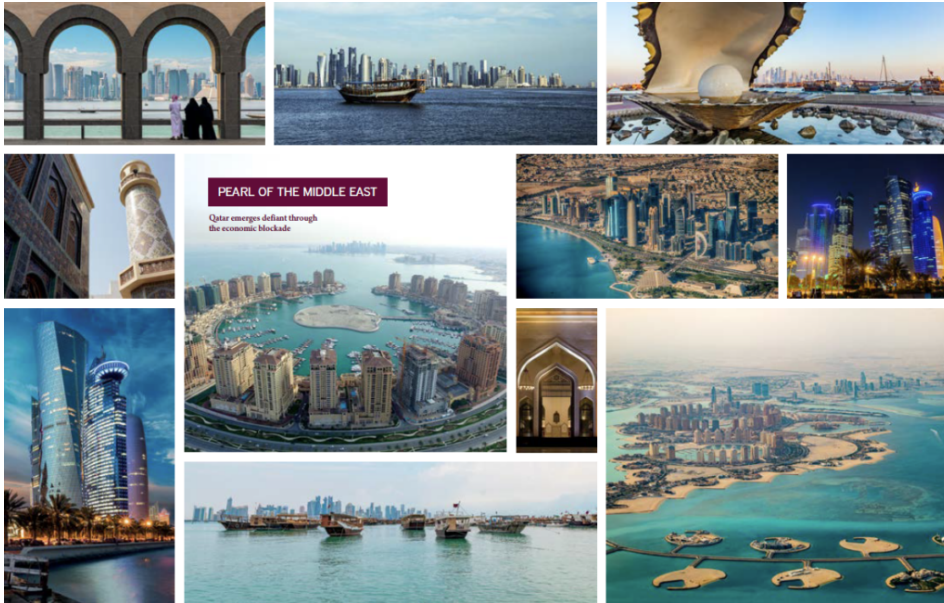 PEARL OF THE MIDDLE EAST
Qatar emerges defiant through
the economic blockade